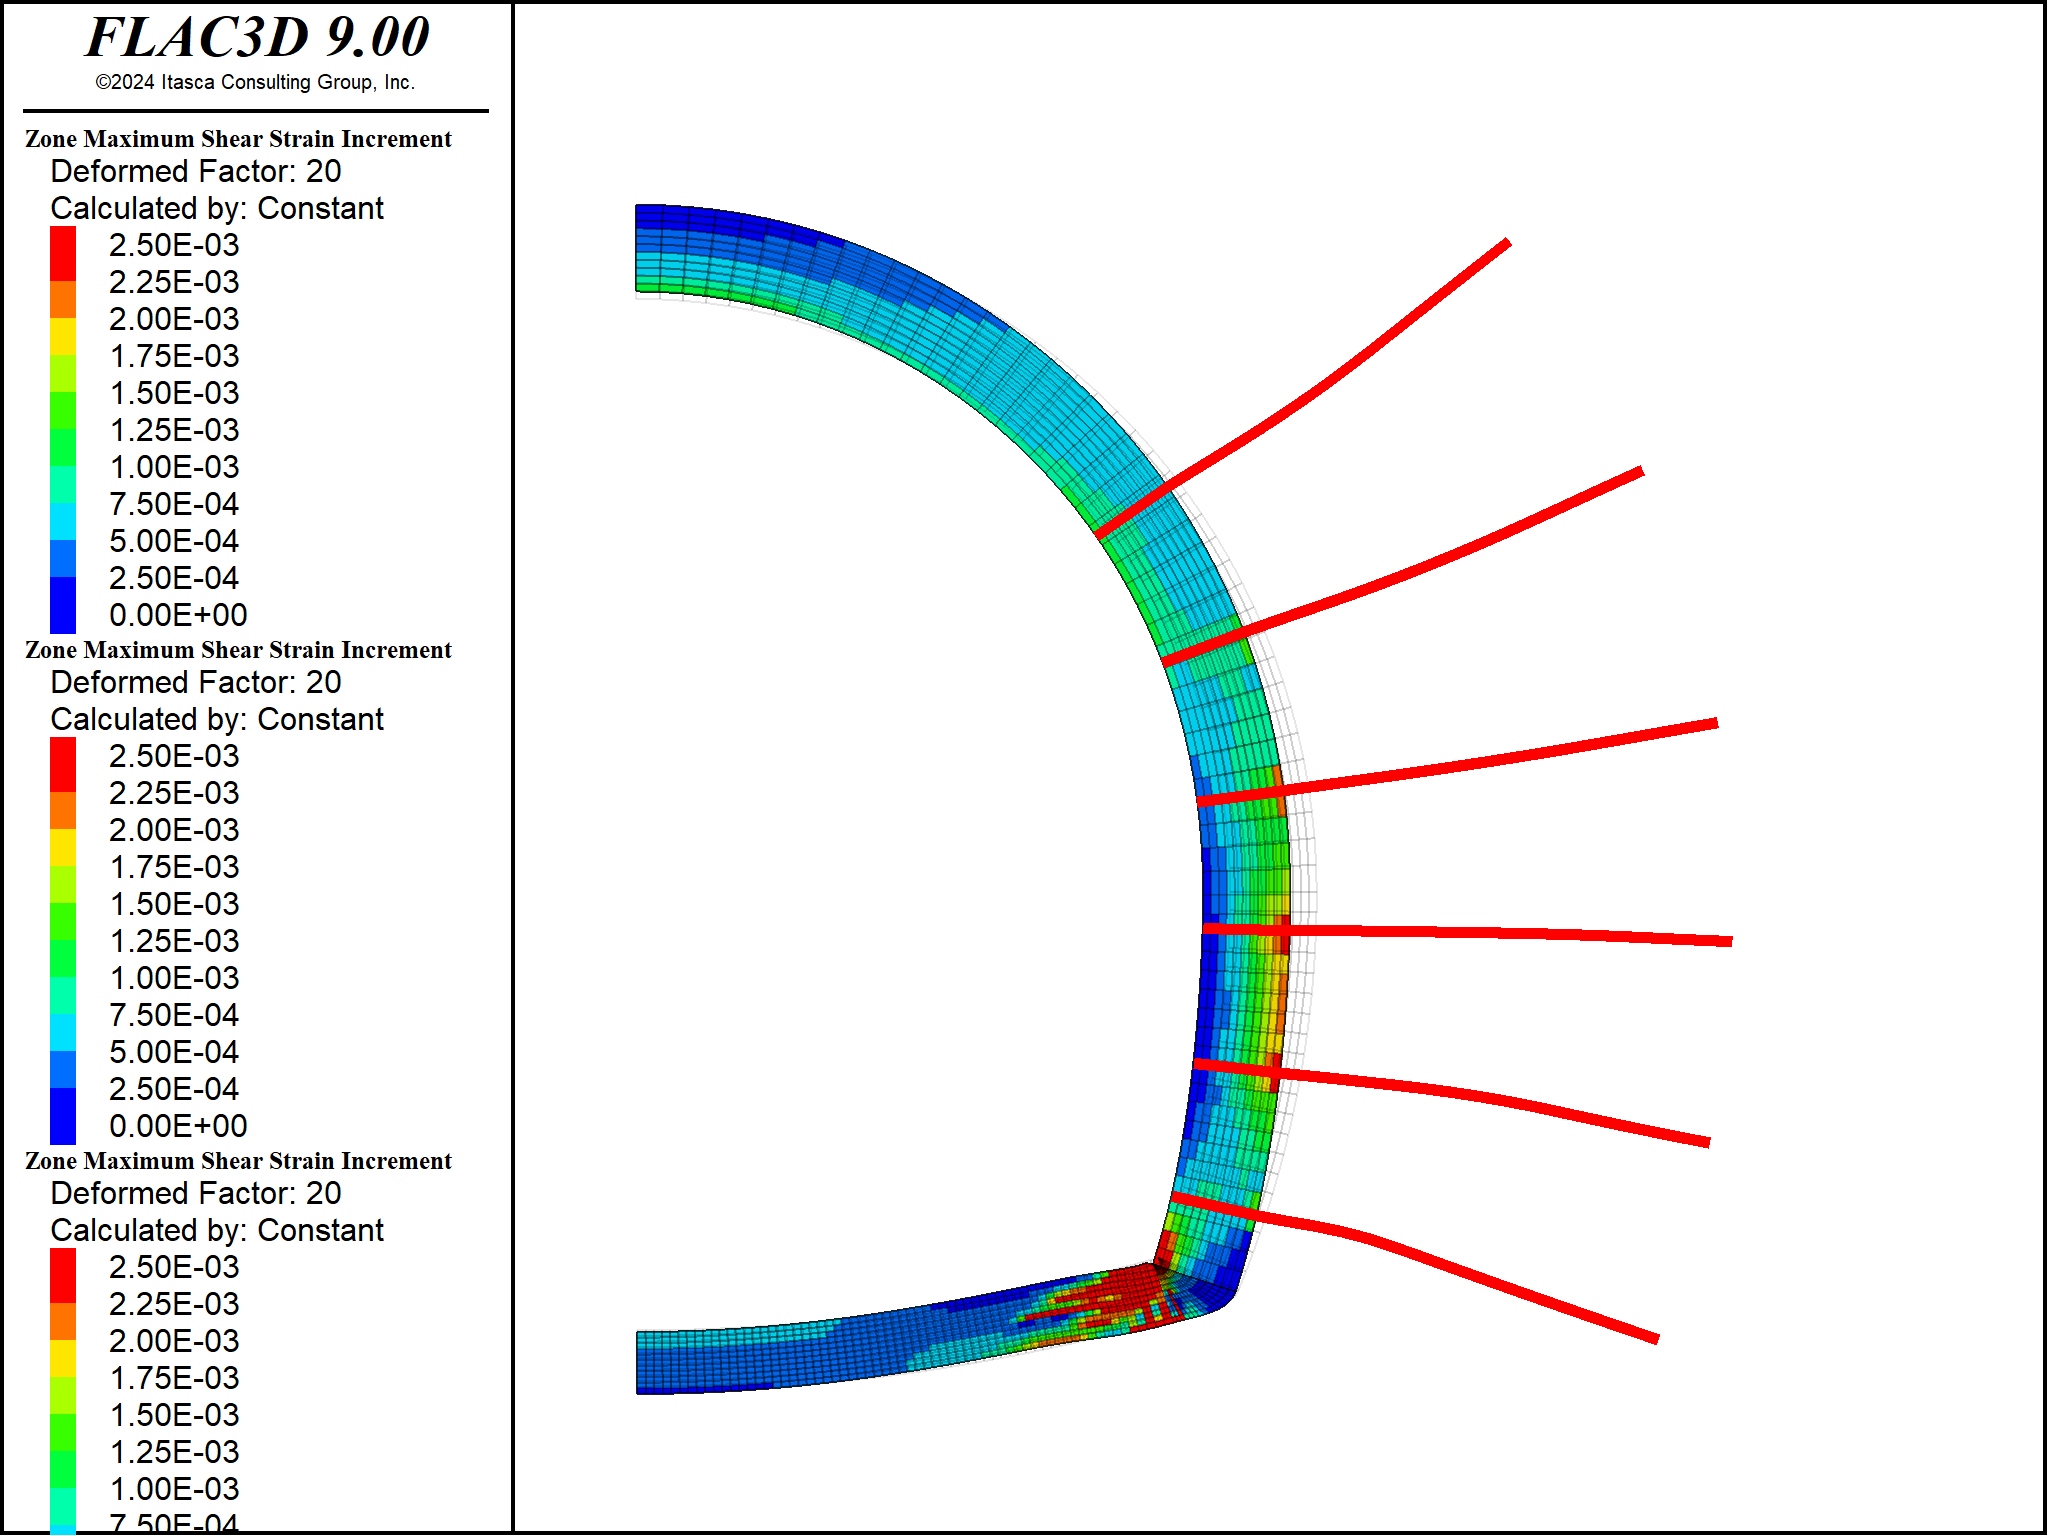 FLAC3D 9.00
©2024 Itasca Consulting Group, Inc.
Zone Maximum Shear Strain Increment
Deformed Factor: 20
Calculated by: Constant
2.50E-03
2.25E-03
2.00E-03
1.75E-03
1.50E-03
1.25E-03
1.00E-03
7.50E-04
5.00E-04
2.50E-04
0.00E+00
Zone Maximum Shear Strain Increment
Deformed Factor: 20
Calculated by: Constant
2.50E-03
2.25E-03
2.00E-03
1.75E-03
1.50E-03
1.25E-03
1.00E-03
7.50E-04
5.00E-04
2.50E-04
0.00E+00
Zone Maximum Shear Strain Increment
Deformed Factor: 20
Calculated by: Constant
2.50E-03
2.25E-03
2.00E-03
1.75E-03
1.50E-03
1.25E-03
1.00E-03
7.50E-04